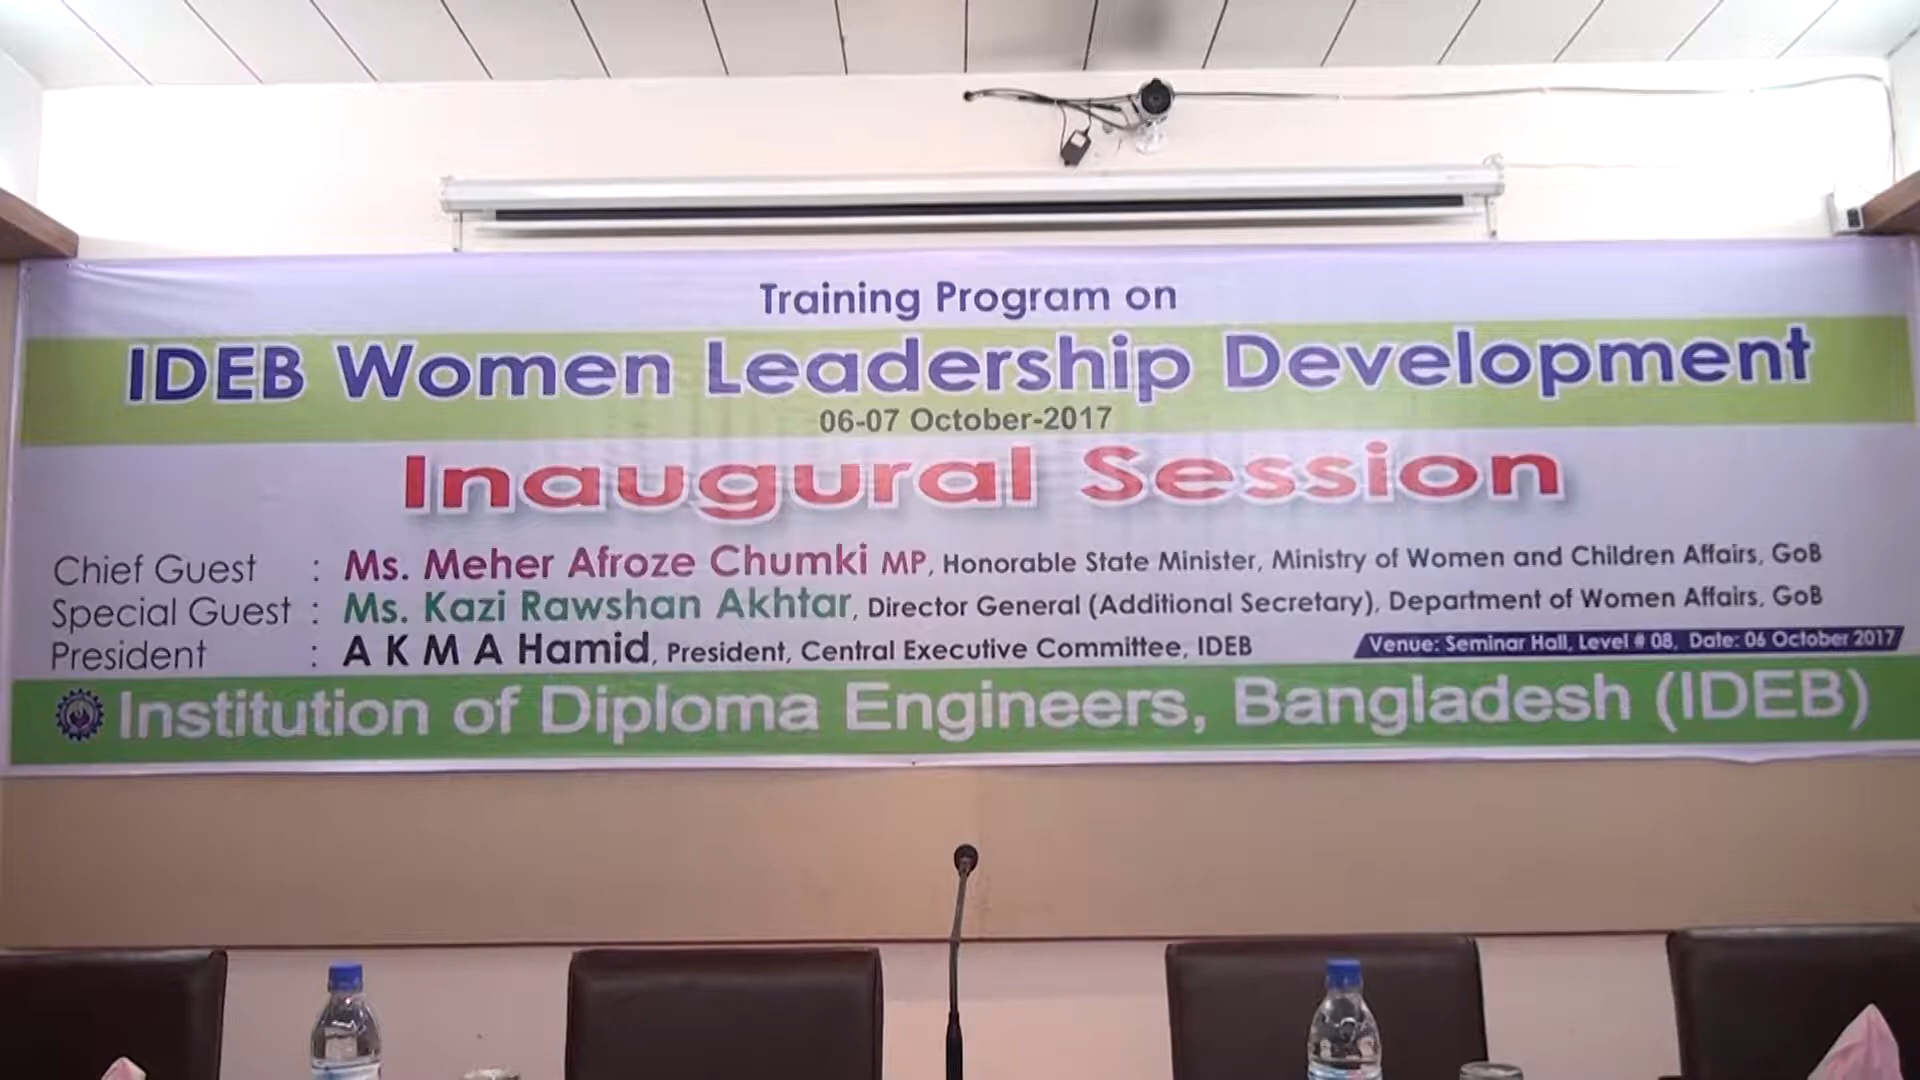 Training Program on
IDEB Women Leadership Development
06-07 October-2017
Inaugural Session
Chief Guest : Ms. Meher Afroze Chumki MP, Honorable State Minister, Ministry of Women and Children Affairs, GoB
Special Guest : Ms. Kazi Rawshan Akhtar, Director General (Additional Secretary), Department of Women Affairs, GoB
President : A K M A Hamid, President, Central Executive Committee, IDEB
Venue: Seminar Hall, Level # 08, Date: 06 October 2017
Institution of Diploma Engineers, Bangladesh (IDEB)